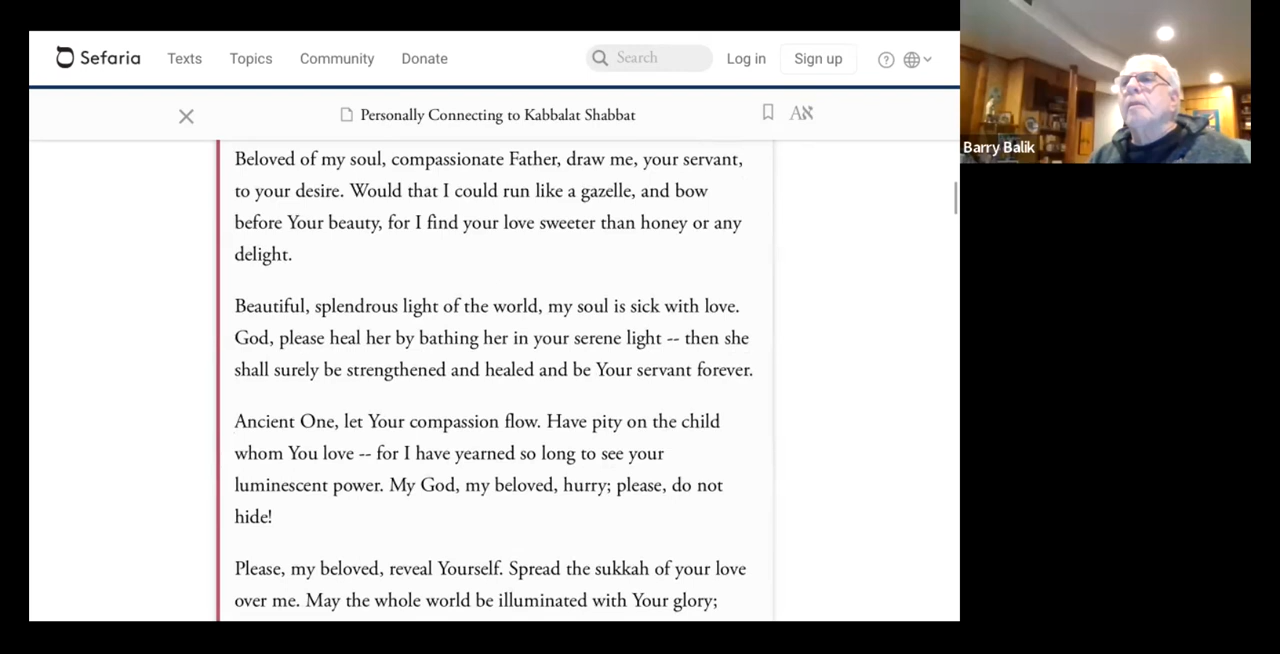 Sefaria Texts Topics Community Donate Search Log in Sign up
Personally Connecting to Kabbalat Shabbat Aא
Beloved of my soul, compassionate Father, draw me, your servant,
to your desire. Would that I could run like a gazelle, and bow
before Your beauty, for I find your love sweeter than honey or any
delight.
Beautiful, splendrous light of the world, my soul is sick with love.
God, please heal her by bathing her in your serene light -- then she
shall surely be strengthened and healed and be Your servant forever.
Ancient One, let Your compassion flow. Have pity on the child
whom You love -- for I have yearned so long to see your
luminescent power. My God, my beloved, hurry; please, do not
hide!
Please, my beloved, reveal Yourself. Spread the sukkah of your love
over me. May the whole world be illuminated with Your glory;
Barry Balik